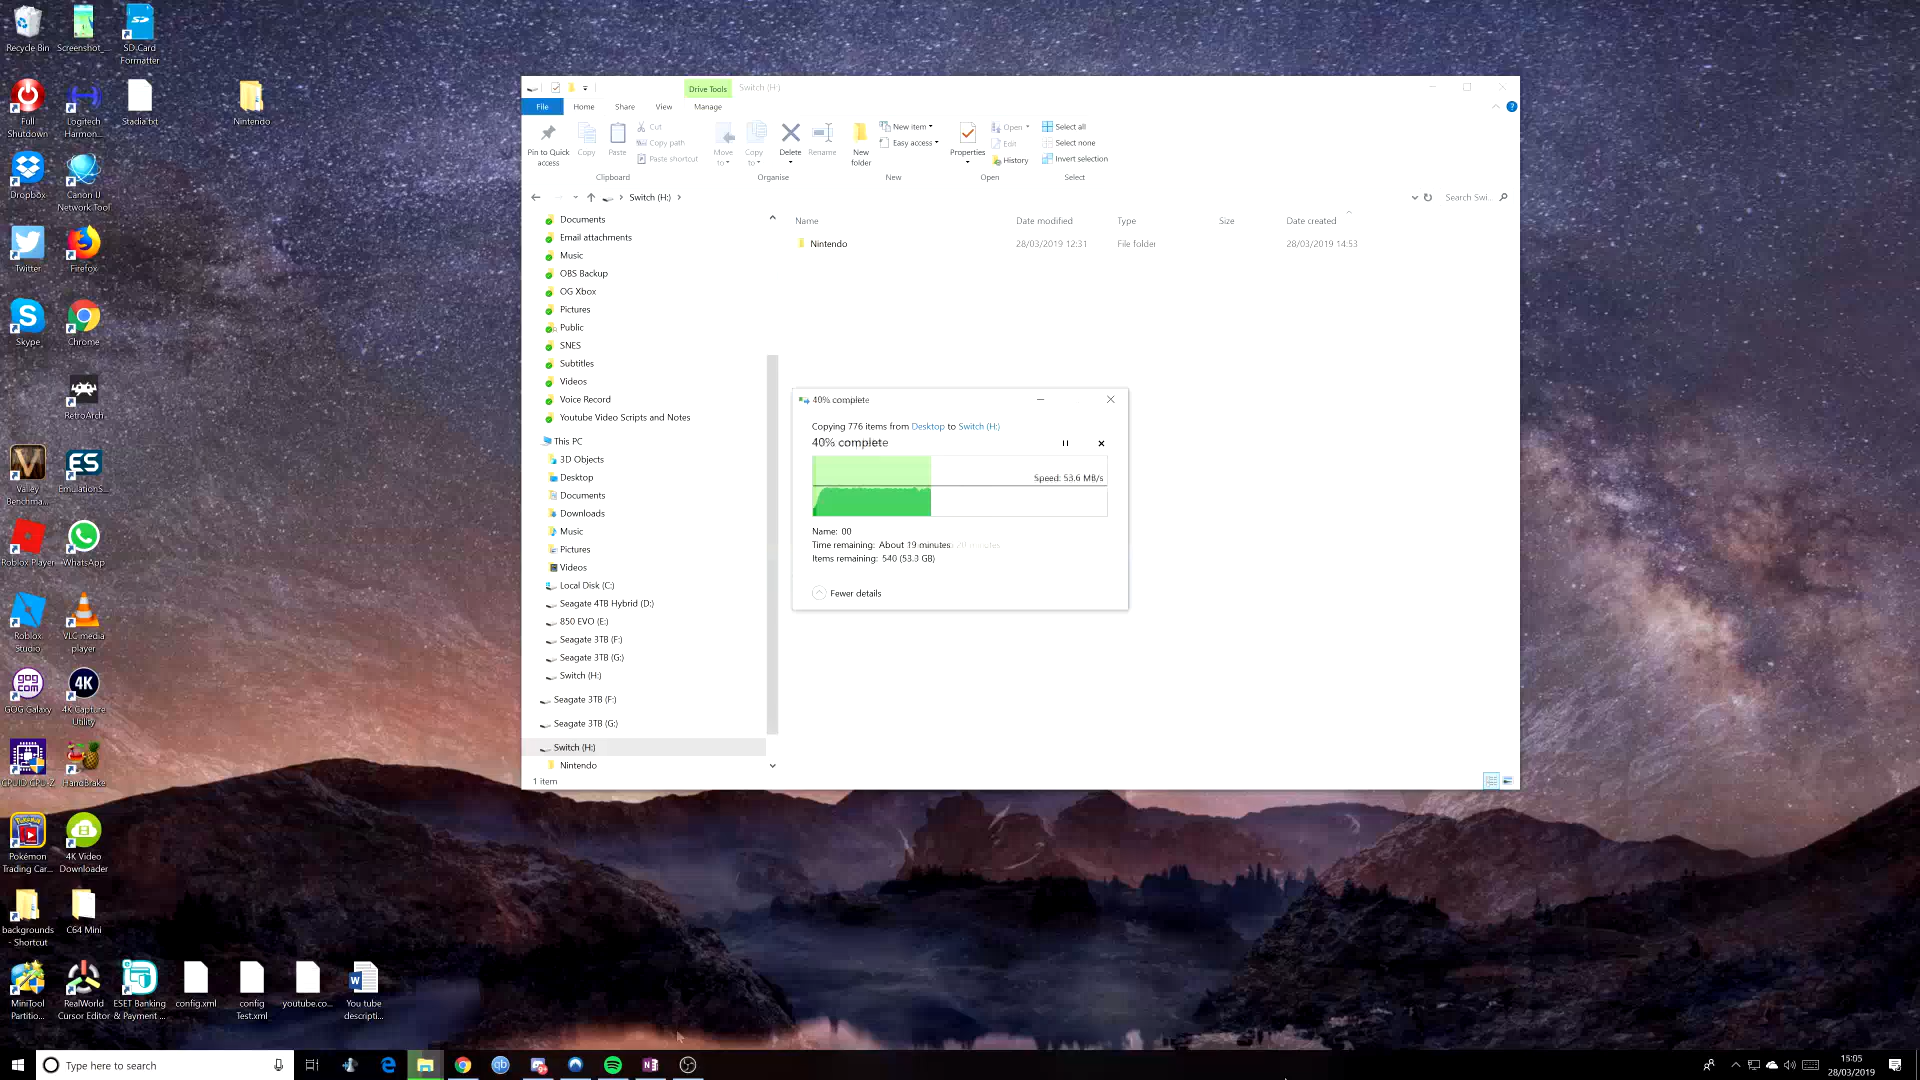 Recycle Bin
Screenshot_...
SD Card
Formatter
Full
Shutdown
Logitech
Harmon...
Stadia.txt
Nintendo
Dropbox
Canon IJ
Network Tool
Twitter
Firefox
Skype
Chrome
RetroArch
Valley
Benchma...
EmulationS...
Roblox Player
WhatsApp
Roblox
Studio
VLC media
player
GOG Galaxy
4K Capture
Utility
CPUID CPU-Z
HandBrake
Pokémon
Trading Car...
4K Video
Downloader
backgrounds
- Shortcut
C64 Mini
MiniTool
Partitio...
RealWorld
Cursor Editor
ESET Banking
& Payment ...
config.xml
config
Test.xml
youtube.co...
You tube
descripti...
Drive Tools
Switch (H:)
File
Home
Share
View
Manage
Pin to Quick
access
Copy
Paste
Cut
Copy path
Paste shortcut
Clipboard
Move
to
Copy
to
Delete
Rename
Organise
New
folder
New item
Easy access
New
Properties
Open
Edit
History
Open
Select all
Select none
Invert selection
Select
Switch (H:)
Search Swi...
Documents
Email attachments
Music
OBS Backup
OG Xbox
Pictures
Public
SNES
Subtitles
Videos
Voice Record
Youtube Video Scripts and Notes
This PC
3D Objects
Desktop
Documents
Downloads
Music
Pictures
Videos
Local Disk (C:)
Seagate 4TB Hybrid (D:)
850 EVO (E:)
Seagate 3TB (F:)
Seagate 3TB (G:)
Switch (H:)
Seagate 3TB (F:)
Seagate 3TB (G:)
Switch (H:)
Nintendo
1 item
Name
Date modified
Type
Size
Date created
Nintendo
28/03/2019 12:31
File folder
28/03/2019 14:53
40% complete
Copying 776 items from Desktop to Switch (H:)
40% complete
Speed: 53.6 MB/s
Name: 00
Time remaining: About 19 minutes
Items remaining: 540 (53.3 GB)
Fewer details
Type here to search
15:05
28/03/2019